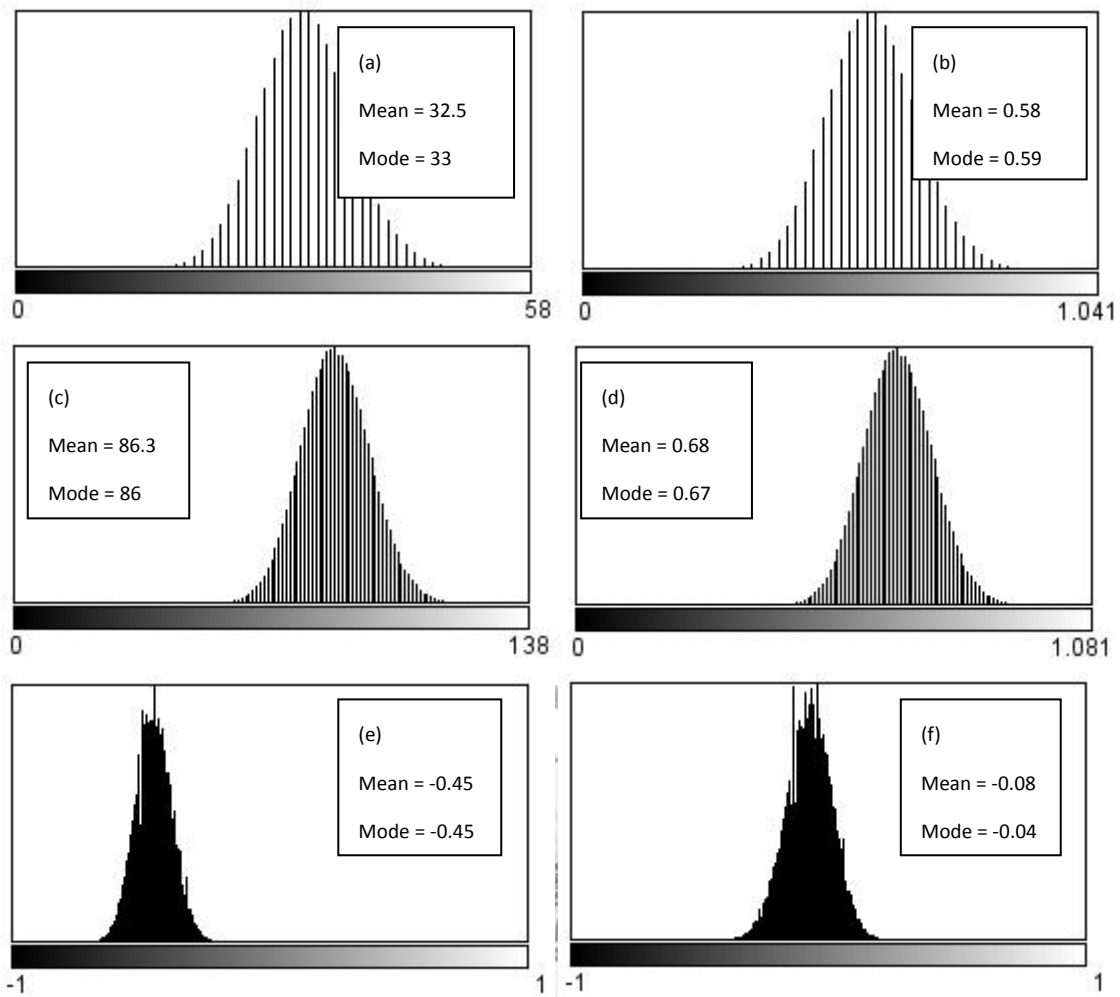 (a)
Mean = 32.5
Mode = 33
0 58
(b)
Mean = 0.58
Mode = 0.59
0 1.041
(c)
Mean = 86.3
Mode = 86
0 138
(d)
Mean = 0.68
Mode = 0.67
0 1.081
(e)
Mean = -0.45
Mode = -0.45
-1 1
(f)
Mean = -0.08
Mode = -0.04
-1 1